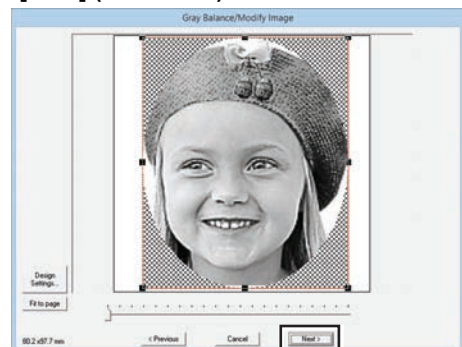 Gray Balance/Modify Image
Design
Settings...
Fit to page
80.2 x97.7 mm
< Previous
Cancel
Next >